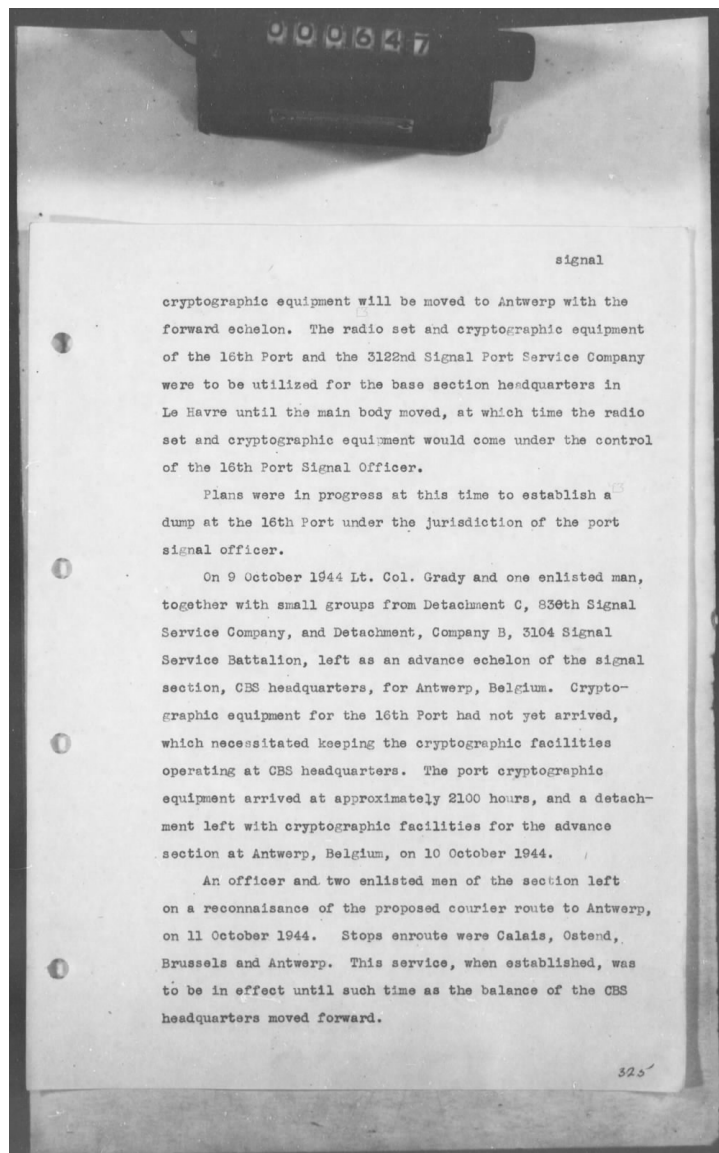 000647
signal
cryptographic equipment will be moved to Antwerp with the
forward echelon. The radio set and cryptographic equipment
of the 16th Port and the 3122nd Signal Port Service Company
were to be utilized for the base section headquarters in
Le Havre until the main body moved, at which time the radio
set and cryptographic equipment would come under the control
of the 16th Port Signal Officer.
Plans were in progress at this time to establish a
dump at the 16th Port under the jurisdiction of the port
signal officer.
On 9 October 1944 Lt. Col. Grady and one enlisted man,
together with small groups from Detachment C, 830th Signal
Service Company, and Detachment, Company B, 3104 Signal
Service Battalion, left as an advance echelon of the signal
section, CBS headquarters, for Antwerp, Belgium. Crypto-
graphic equipment for the 16th Port had not yet arrived,
which necessitated keeping the cryptographic facilities
operating at CBS headquarters. The port cryptographic
equipment arrived at approximately 2100 hours, and a detach-
ment left with cryptographic facilities for the advance
section at Antwerp, Belgium, on 10 October 1944.
An officer and two enlisted men of the section left
on a reconnaisance of the proposed courier route to Antwerp,
on 11 October 1944. Stops enroute were Calais, Ostend,
Brussels and Antwerp. This service, when established, was
to be in effect until such time as the balance of the CBS
headquarters moved forward.
325